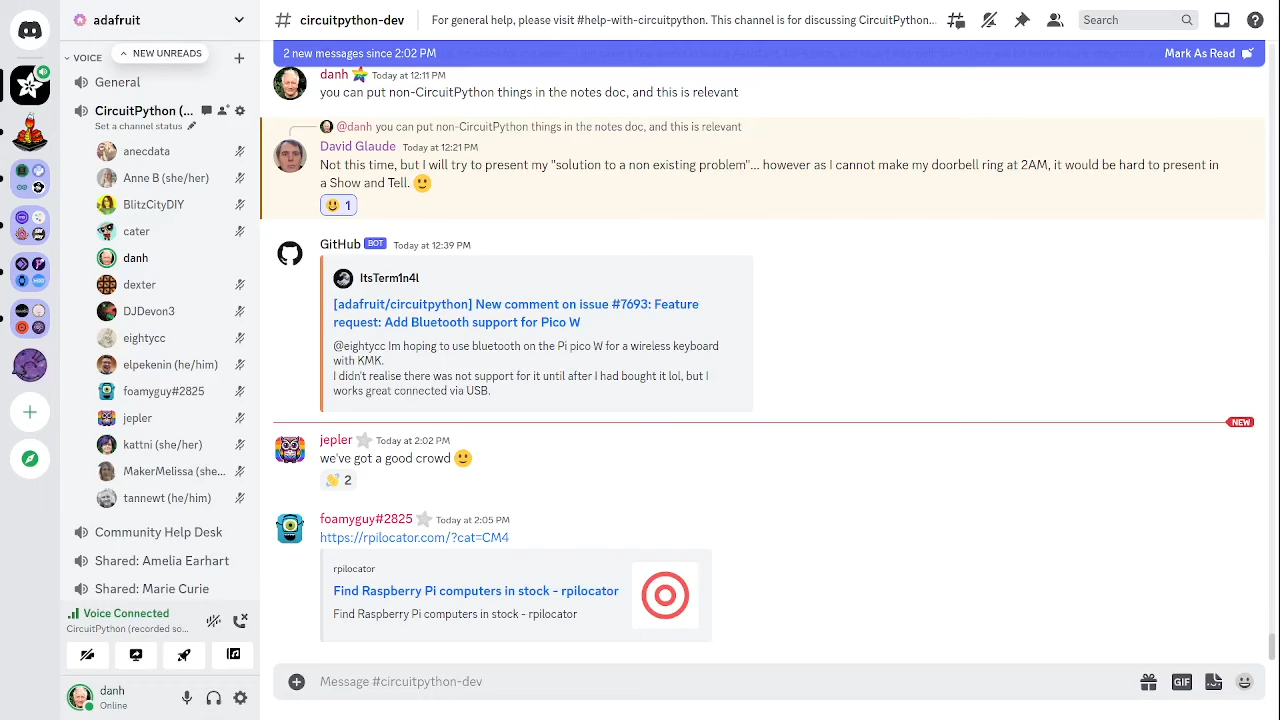 adafruit
NEW UNREADS
VOICE
General
CircuitPython (...
Set a channel status
anecdata
Anne B (she/her)
BlitzCityDIY
cater
danh
dexter
DJDevon3
eightycc
elpekenin (he/him)
foamyguy#2825
jepler
kattni (she/her)
MakerMelissa (she...
tannewt (he/him)
Community Help Desk
Shared: Amelia Earhart
Shared: Marie Curie
Voice Connected
CircuitPython (recorded so...
danh
Online
circuitpython-dev
For general help, please visit #help-with-circuitpython. This channel is for discussing CircuitPython...
Search
2 new messages since 2:02 PM
Mark As Read
danh Today at 12:11 PM
you can put non-CircuitPython things in the notes doc, and this is relevant
@danh you can put non-CircuitPython things in the notes doc, and this is relevant
David Glaude Today at 12:21 PM
Not this time, but I will try to present my "solution to a non existing problem"... however as I cannot make my doorbell ring at 2AM, it would be hard to present in
a Show and Tell. 🙂
😃 1
GitHub BOT Today at 12:39 PM
ItsTerm1n4l
[adafruit/circuitpython] New comment on issue #7693: Feature
request: Add Bluetooth support for Pico W
@eightycc Im hoping to use bluetooth on the Pi pico W for a wireless keyboard
with KMK.
I didn't realise there was not support for it until after I had bought it lol, but I
works great connected via USB.
NEW
jepler Today at 2:02 PM
we've got a good crowd 🙂
👋 2
foamyguy#2825 Today at 2:05 PM
https://rpilocator.com/?cat=CM4
rpilocator
Find Raspberry Pi computers in stock - rpilocator
Find Raspberry Pi computers in stock - rpilocator
Message #circuitpython-dev
GIF